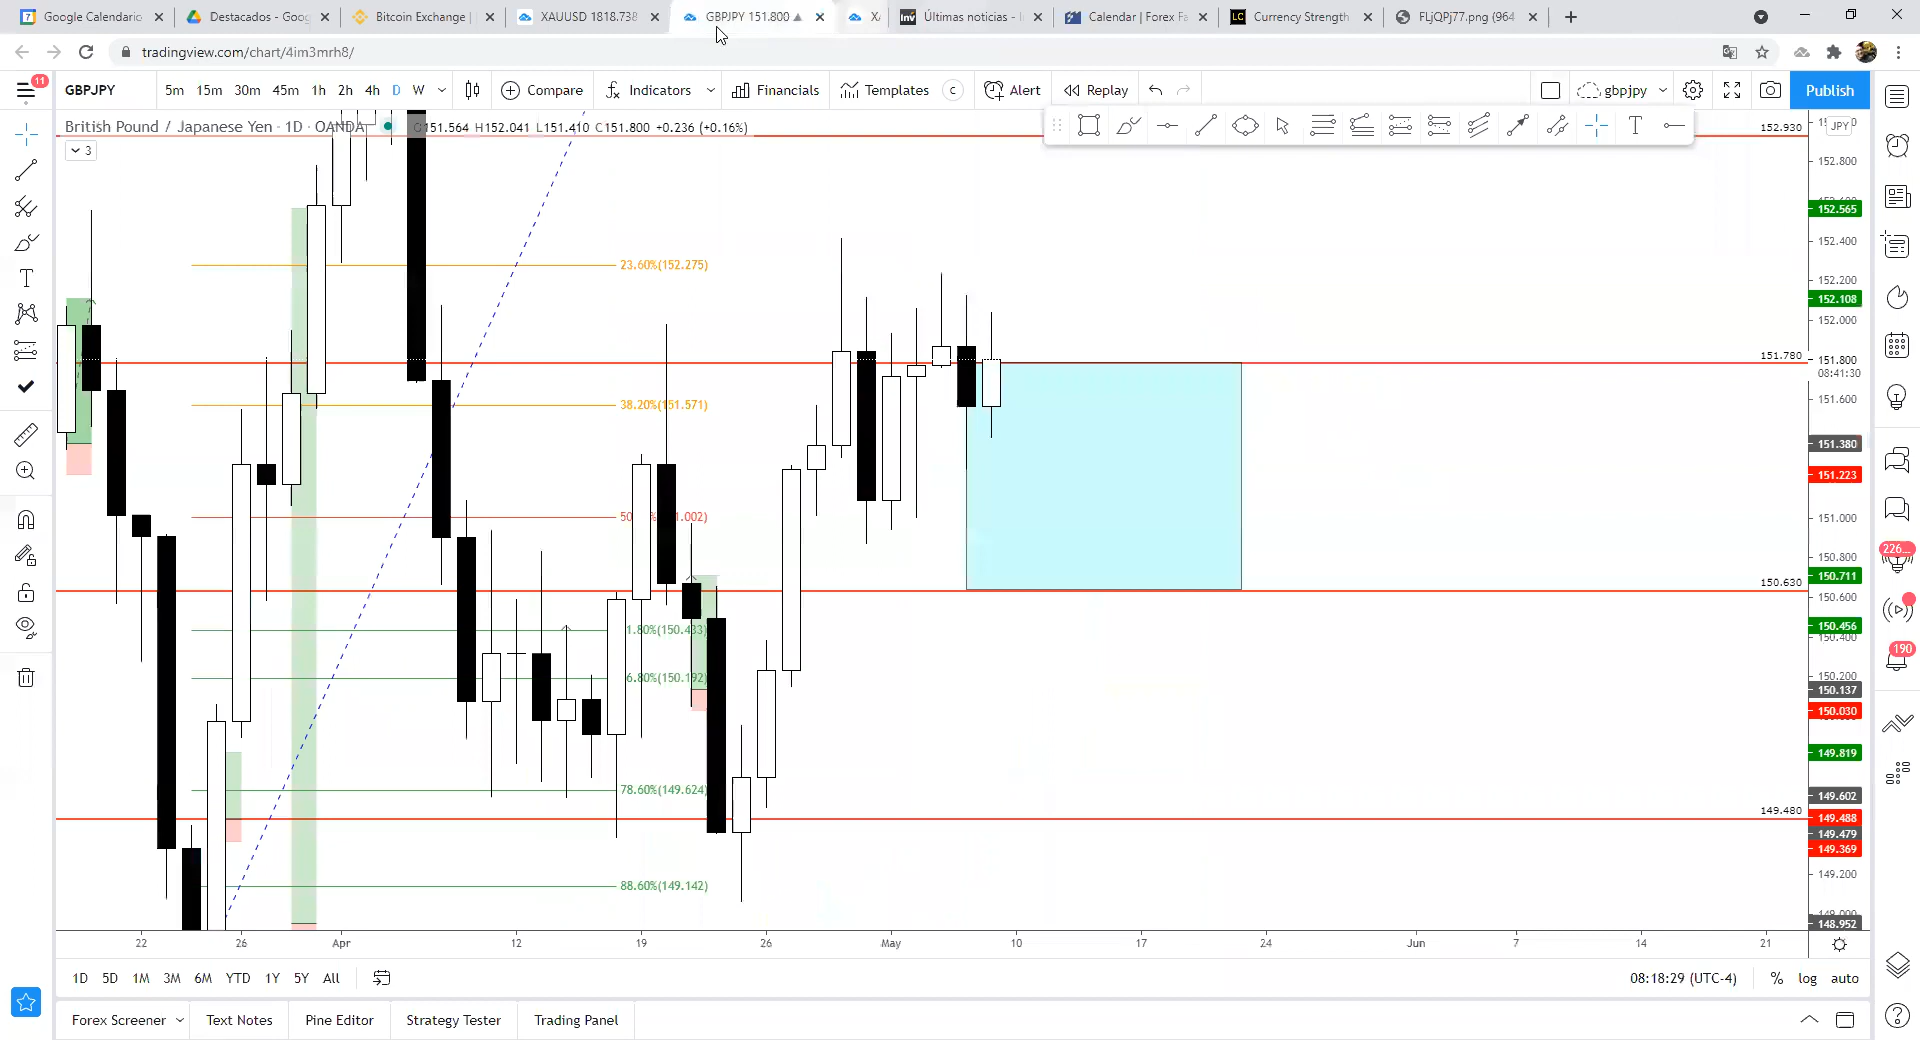 Google Calendario
Destacados - Goog
Bitcoin Exchange |
XAUUSD 1818.738
GBPJPY 151.800 ▲
Últimas noticias - I
Calendar | Forex Fa
Currency Strength
FLjQPj77.png (964
tradingview.com/chart/4im3mrh8/
11
GBPJPY 5m 15m 30m 45m 1h 2h 4h D W Compare Indicators Financials Templates C Alert Replay gbpjpy Publish
British Pound / Japanese Yen · 1D · OANDA O151.564 H152.041 L151.410 C151.800 +0.236 (+0.16%)
3
JPY
152.930
152.800
152.565
152.400
23.60%(152.275)
152.200
152.108
152.000
151.780
151.800
08:41:30
38.20%(151.571)
151.600
151.380
151.223
151.000
150.800
150.711
150.630
150.600
150.456
150.400
150.200
150.137
150.030
149.819
78.60%(149.624)
149.602
149.480
149.488
149.479
149.369
88.60%(149.142)
149.200
149.000
148.952
226
190
22 26 Apr 12 19 26 May 10 17 24 Jun 7 14 21
1D 5D 1M 3M 6M YTD 1Y 5Y All 08:18:29 (UTC-4) % log auto
Forex Screener Text Notes Pine Editor Strategy Tester Trading Panel